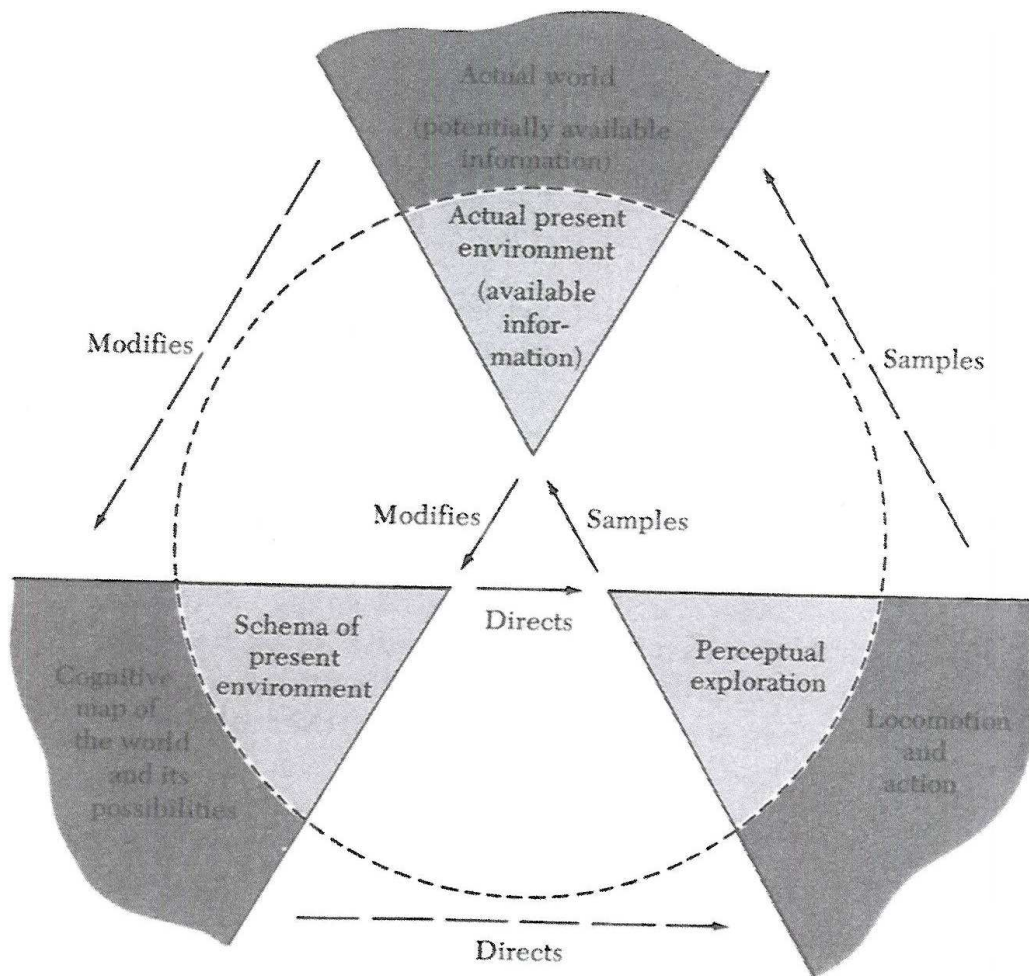 Actual world
(potentially available
information)
Actual present
environment
(available
infor-
mation)
Modifies
Samples
Modifies
Samples
Directs
Schema of
present
environment
Perceptual
exploration
Cognitive
map of
the world
and its
possibilities
Locomotion
and
action
Directs